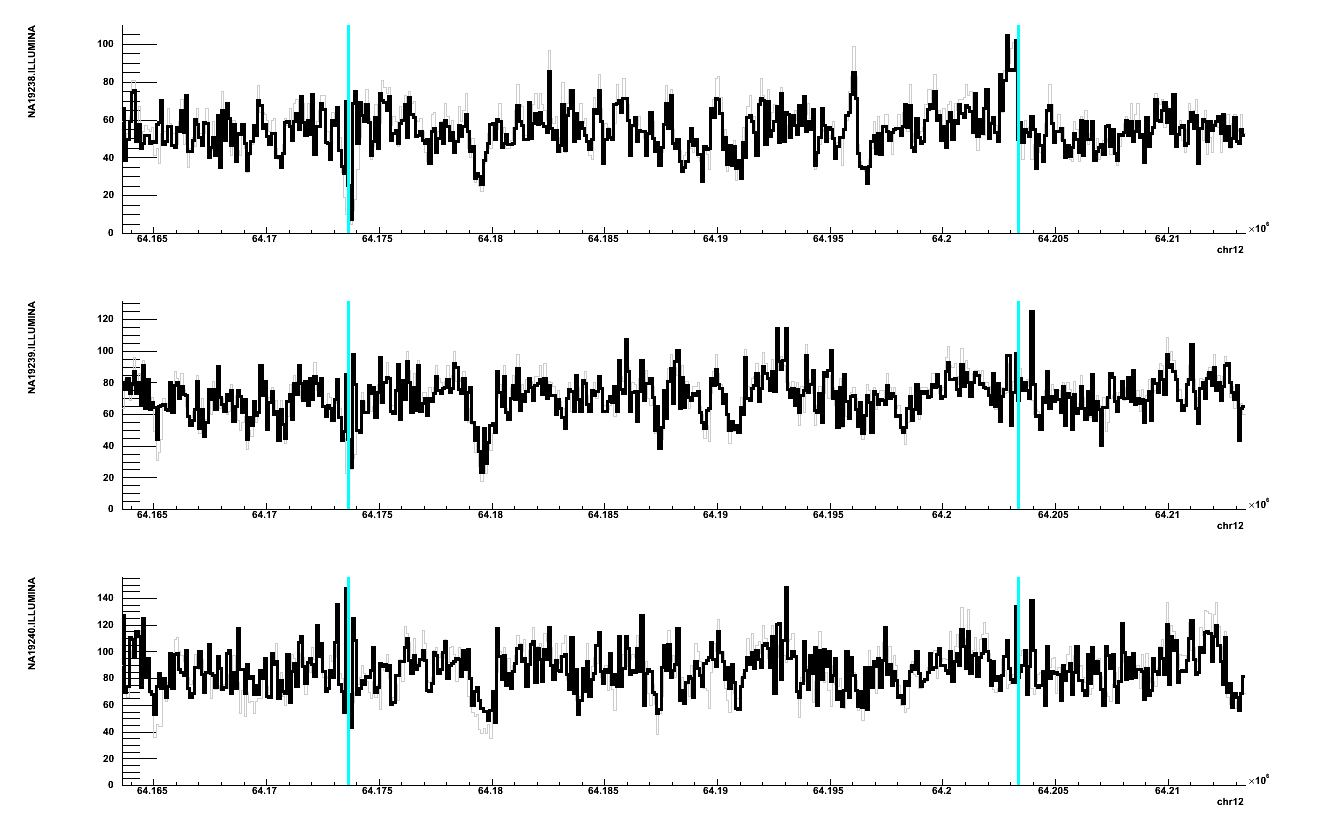 NA19238.ILLUMINA
100
80
60
40
20
0
64.165 64.17 64.175 64.18 64.185 64.19 64.195 64.2 64.205 64.21 ×10⁶
chr12
NA19239.ILLUMINA
120
100
80
60
40
20
0
64.165 64.17 64.175 64.18 64.185 64.19 64.195 64.2 64.205 64.21 ×10⁶
chr12
NA19240.ILLUMINA
140
120
100
80
60
40
20
0
64.165 64.17 64.175 64.18 64.185 64.19 64.195 64.2 64.205 64.21 ×10⁶
chr12